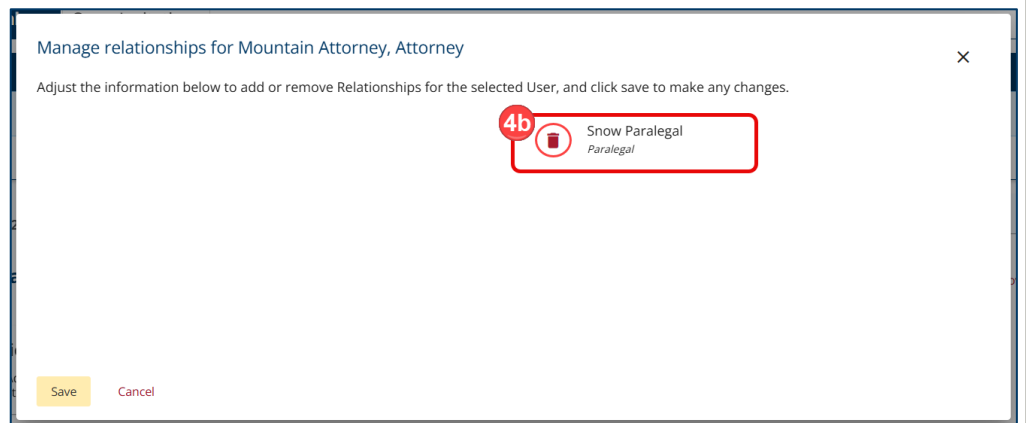 Manage relationships for Mountain Attorney, Attorney
Adjust the information below to add or remove Relationships for the selected User, and click save to make any changes.
4b
Snow Paralegal
Paralegal
Save Cancel